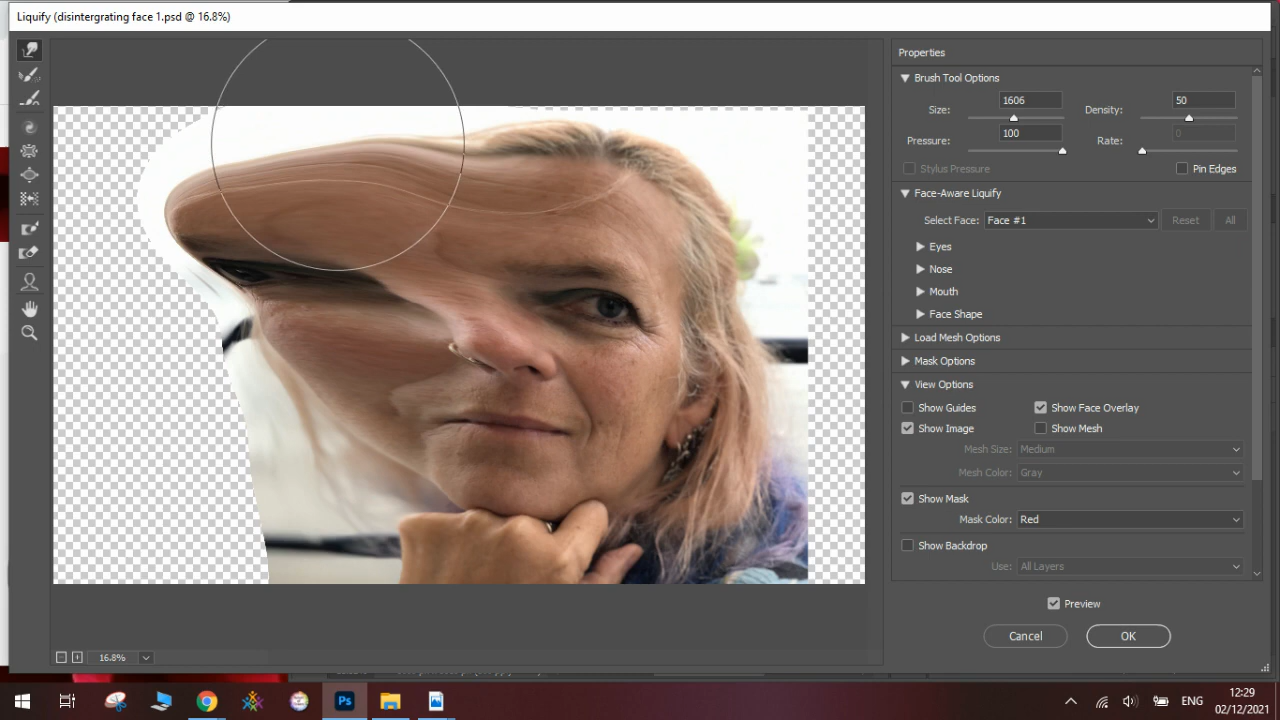 Liquify (disintergrating face 1.psd @ 16.8%)
Properties
Brush Tool Options
Size: 1606 Density: 50
Pressure: 100 Rate: 0
Stylus Pressure Pin Edges
Face-Aware Liquify
Select Face: Face #1 Reset All
Eyes
Nose
Mouth
Face Shape
Load Mesh Options
Mask Options
View Options
Show Guides Show Face Overlay
Show Image Show Mesh
Mesh Size: Medium
Mesh Color: Gray
Show Mask
Mask Color: Red
Show Backdrop
Use: All Layers
Preview
Cancel OK
16.8%
Ps ENG 12:29
02/12/2021